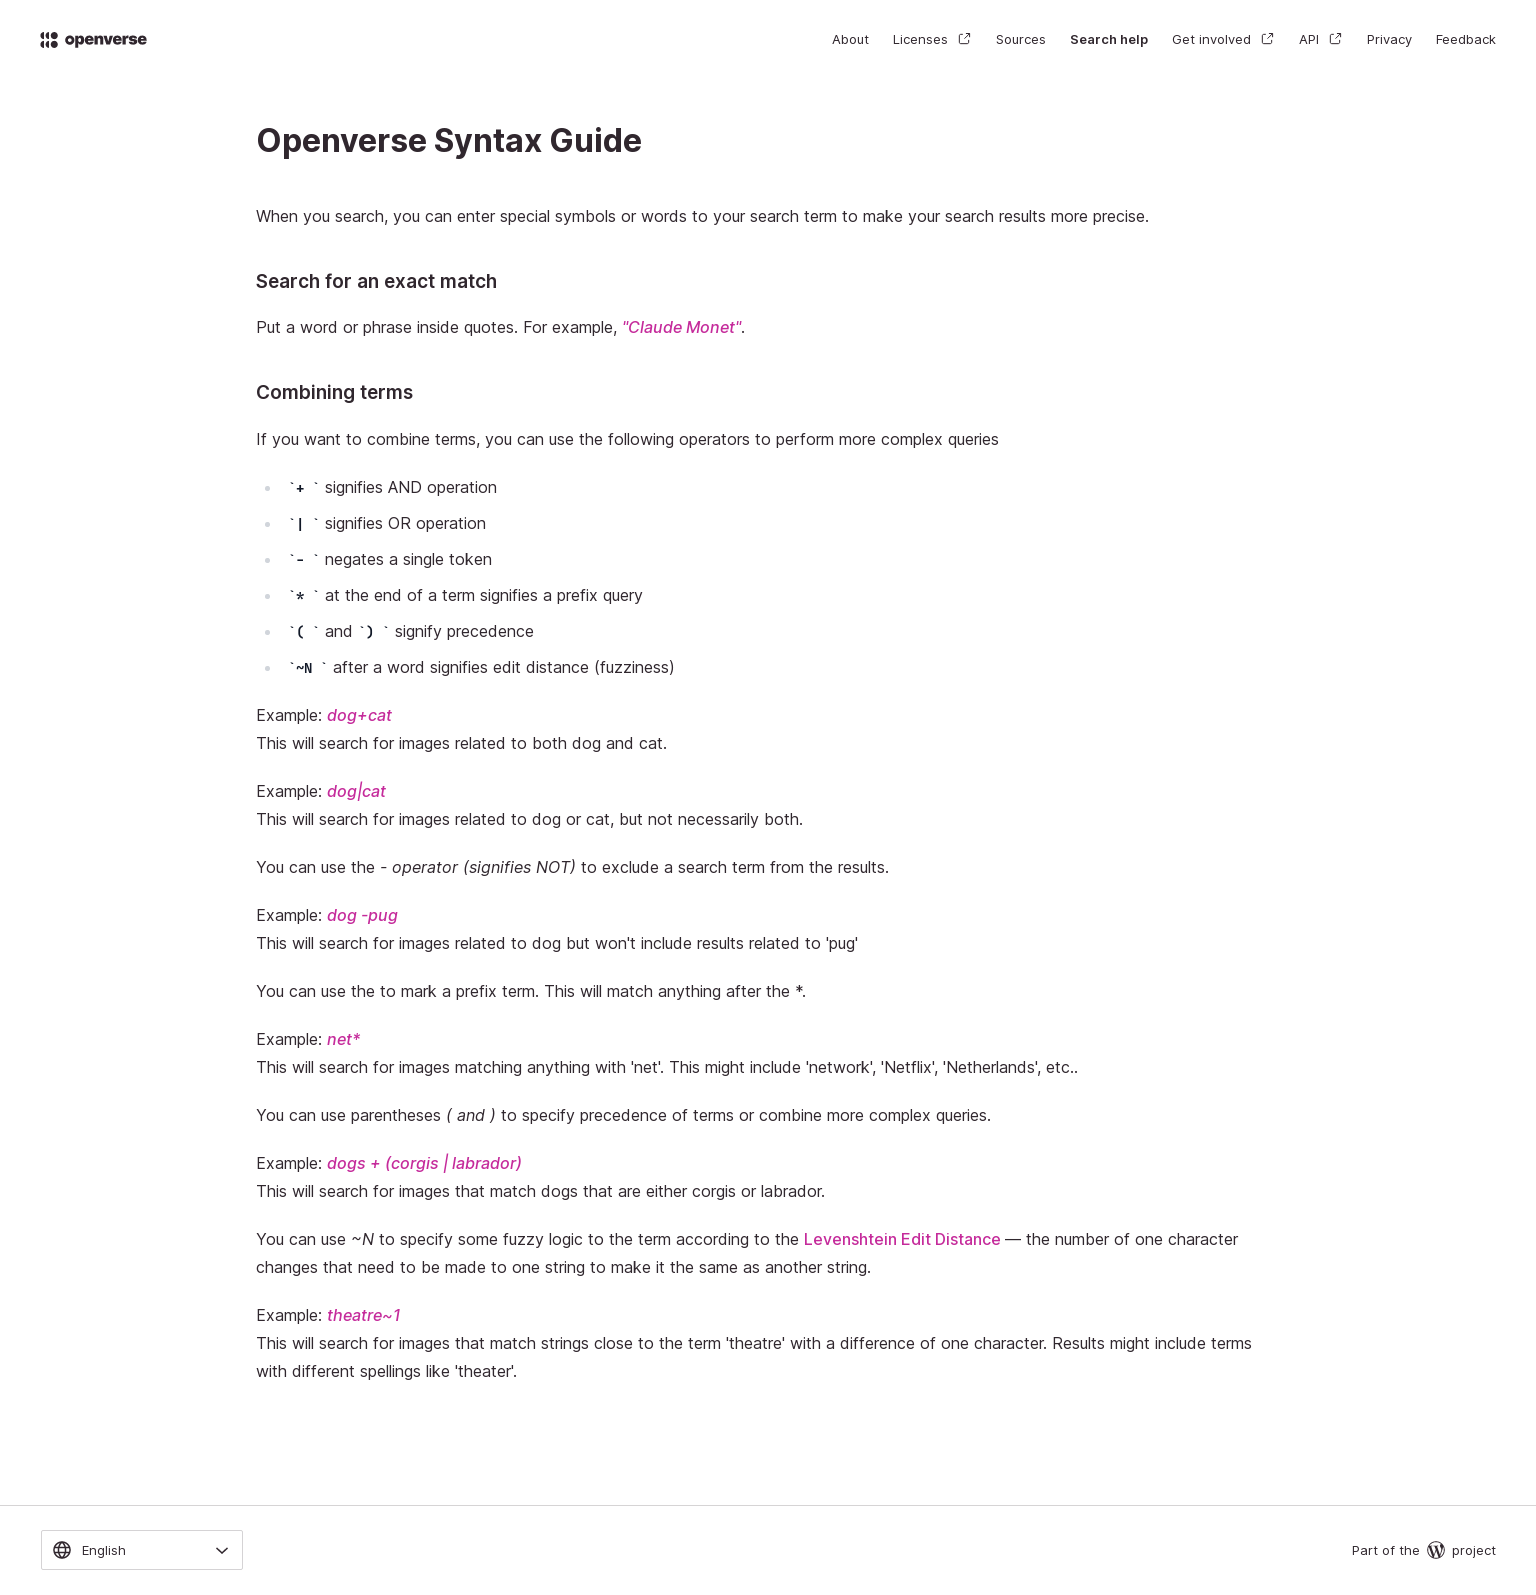 openverse
About Licenses Sources Search help Get involved API Privacy Feedback
Openverse Syntax Guide
When you search, you can enter special symbols or words to your search term to make your search results more precise.
Search for an exact match
Put a word or phrase inside quotes. For example, "Claude Monet".
Combining terms
If you want to combine terms, you can use the following operators to perform more complex queries
`+ ` signifies AND operation
`| ` signifies OR operation
`- ` negates a single token
`* ` at the end of a term signifies a prefix query
`( ` and `) ` signify precedence
`~N ` after a word signifies edit distance (fuzziness)
Example: dog+cat
This will search for images related to both dog and cat.
Example: dog|cat
This will search for images related to dog or cat, but not necessarily both.
You can use the - operator (signifies NOT) to exclude a search term from the results.
Example: dog -pug
This will search for images related to dog but won't include results related to 'pug'
You can use the to mark a prefix term. This will match anything after the *.
Example: net*
This will search for images matching anything with 'net'. This might include 'network', 'Netflix', 'Netherlands', etc..
You can use parentheses ( and ) to specify precedence of terms or combine more complex queries.
Example: dogs + (corgis | labrador)
This will search for images that match dogs that are either corgis or labrador.
You can use ~N to specify some fuzzy logic to the term according to the Levenshtein Edit Distance — the number of one character
changes that need to be made to one string to make it the same as another string.
Example: theatre~1
This will search for images that match strings close to the term 'theatre' with a difference of one character. Results might include terms
with different spellings like 'theater'.
English
Part of the project